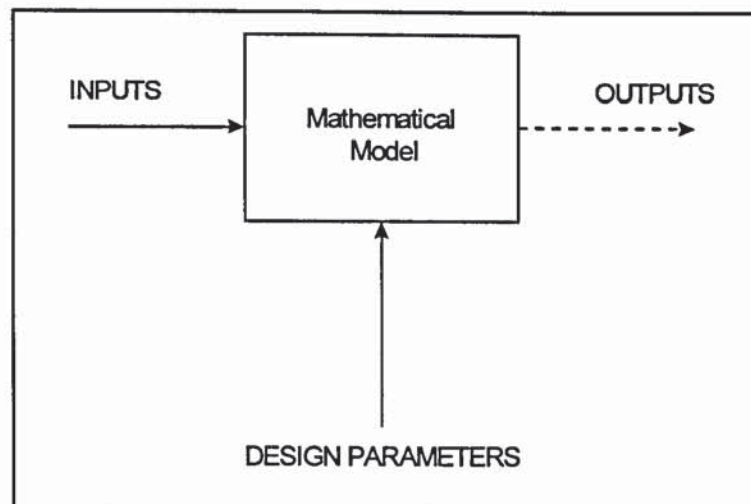 INPUTS
Mathematical
Model
OUTPUTS
DESIGN PARAMETERS